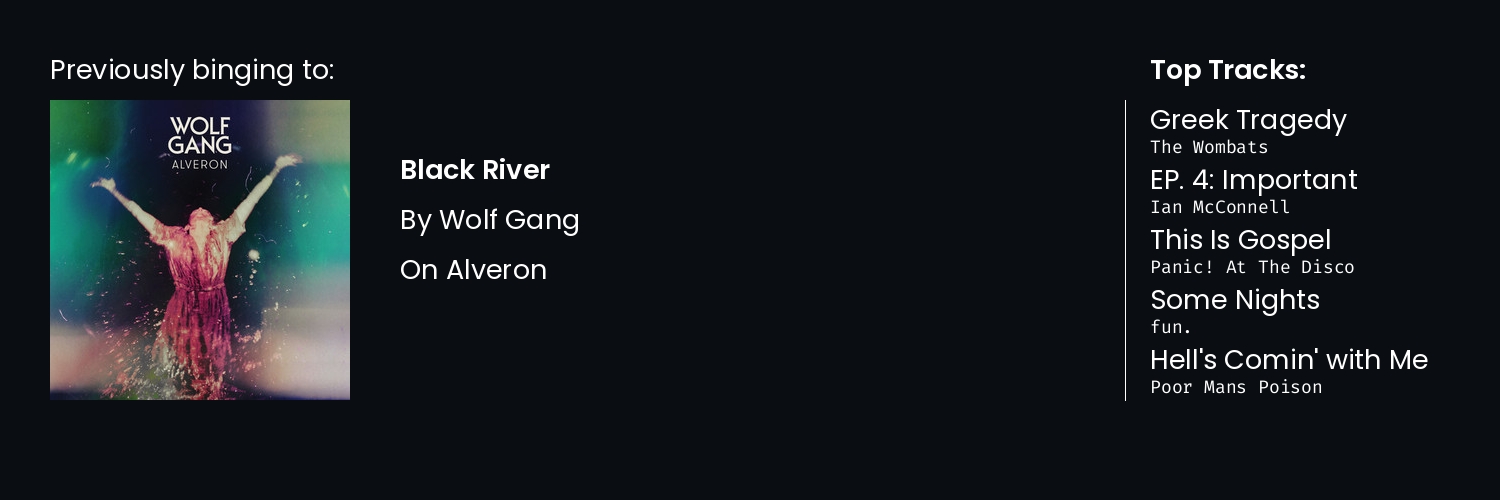 Previously binging to:
WOLF
GANG
ALVERON
Black River
By Wolf Gang
On Alveron
Top Tracks:
Greek Tragedy
The Wombats
EP. 4: Important
Ian McConnell
This Is Gospel
Panic! At The Disco
Some Nights
fun.
Hell's Comin' with Me
Poor Mans Poison